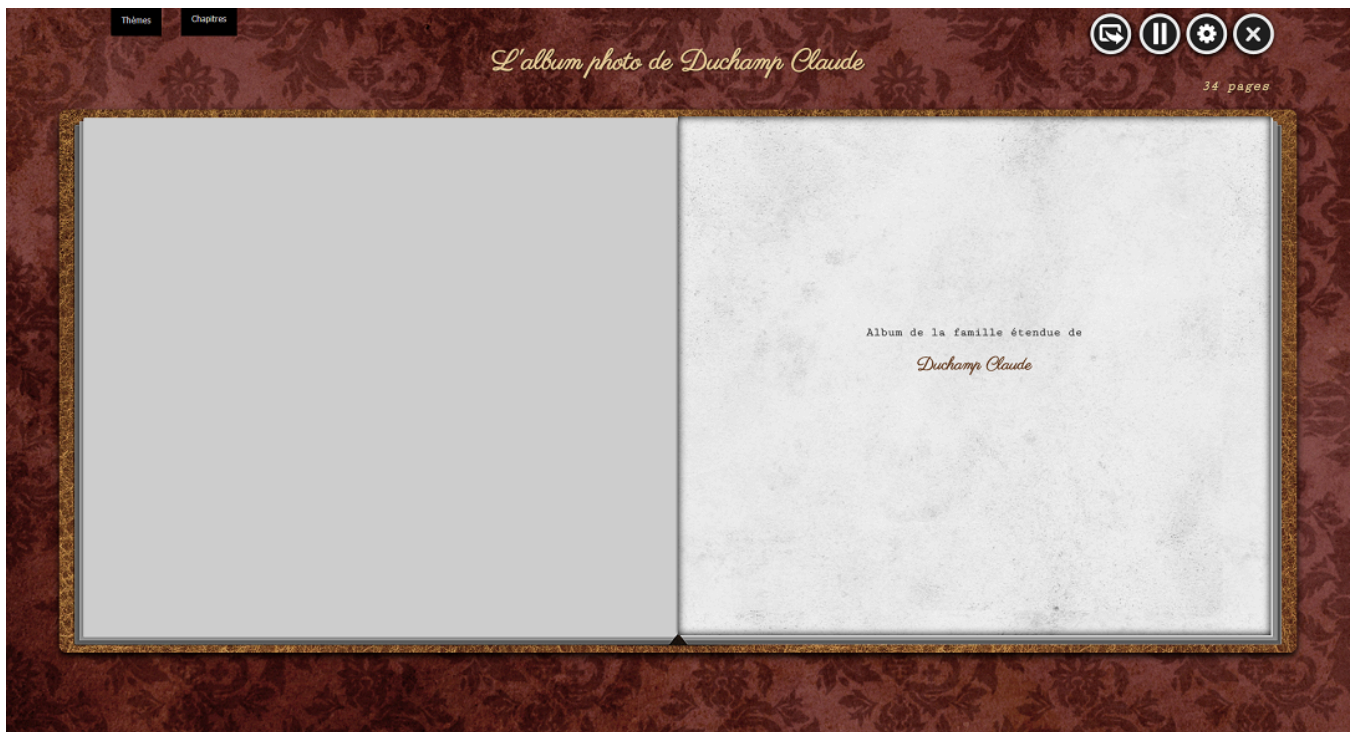 Thèmes
Chapitres
L'album photo de Duchamp Claude
34 pages
Album de la famille étendue de
Duchamp Claude